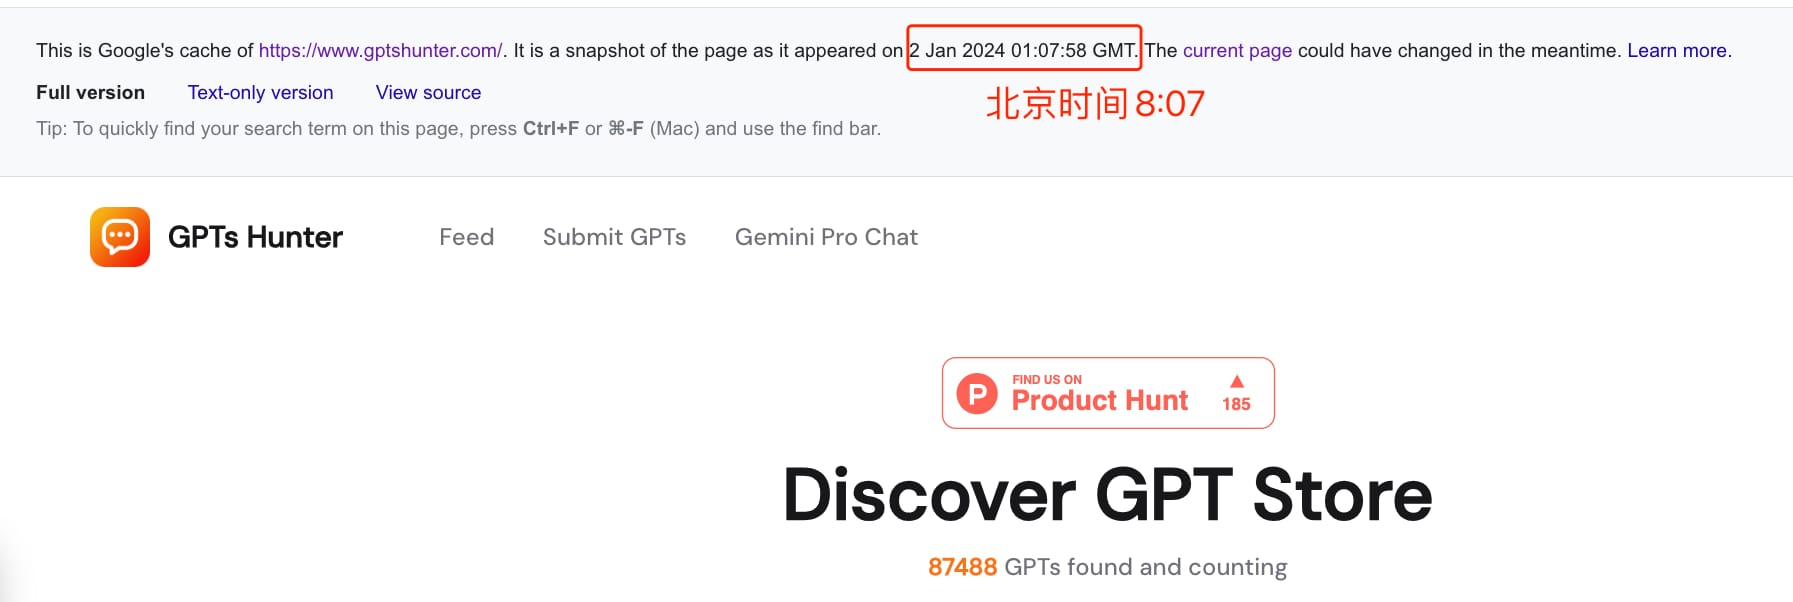 This is Google's cache of https://www.gptshunter.com/. It is a snapshot of the page as it appeared on 2 Jan 2024 01:07:58 GMT. The current page could have changed in the meantime. Learn more.
Full version Text-only version View source
北京时间8:07
Tip: To quickly find your search term on this page, press Ctrl+F or ⌘-F (Mac) and use the find bar.
GPTs Hunter Feed Submit GPTs Gemini Pro Chat
FIND US ON
P Product Hunt ▲ 185
Discover GPT Store
87488 GPTs found and counting